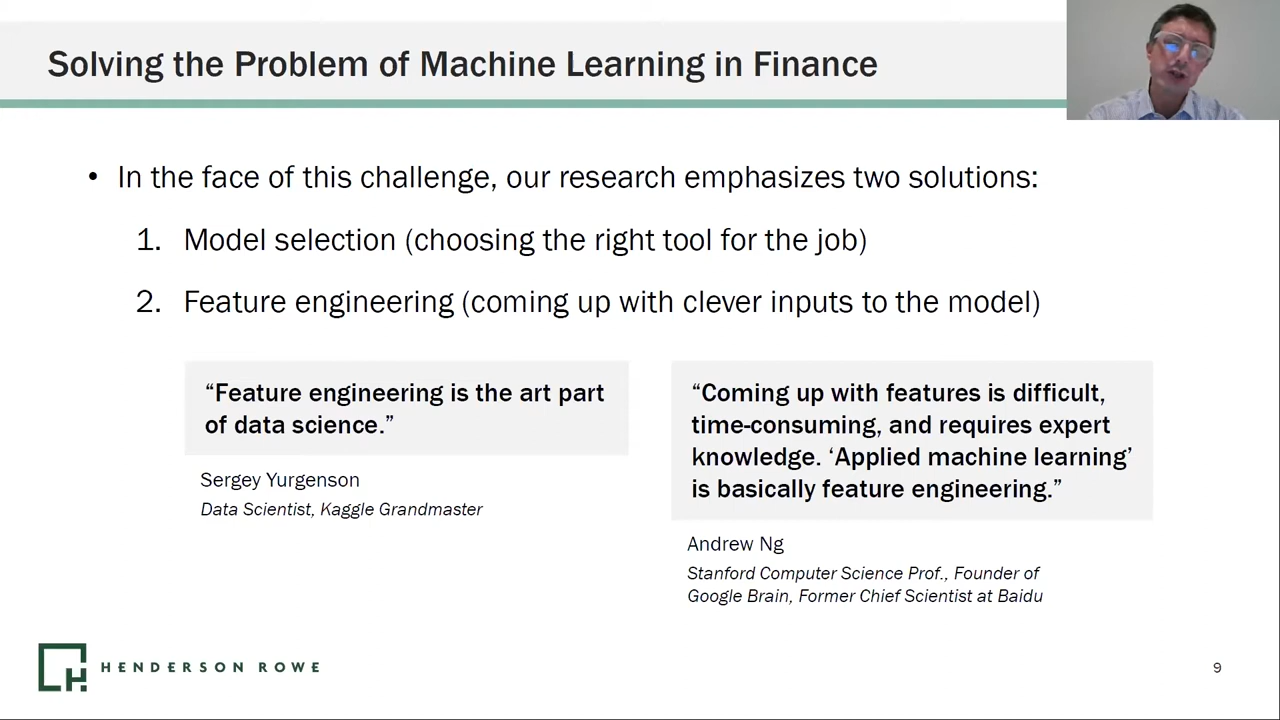 Solving the Problem of Machine Learning in Finance
• In the face of this challenge, our research emphasizes two solutions:
1. Model selection (choosing the right tool for the job)
2. Feature engineering (coming up with clever inputs to the model)
“Feature engineering is the art part
of data science.”
Sergey Yurgenson
Data Scientist, Kaggle Grandmaster
“Coming up with features is difficult,
time-consuming, and requires expert
knowledge. ‘Applied machine learning’
is basically feature engineering.”
Andrew Ng
Stanford Computer Science Prof., Founder of
Google Brain, Former Chief Scientist at Baidu
HENDERSON ROWE
9